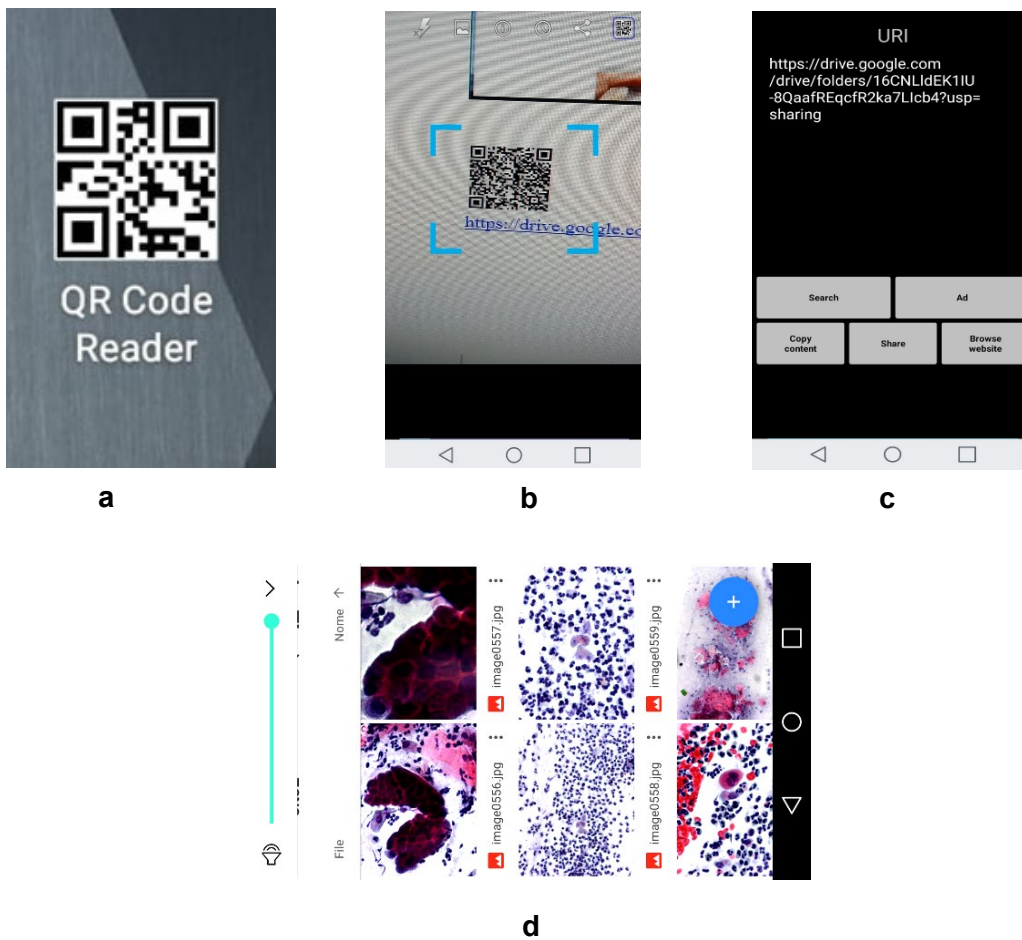 QR Code
Reader
a
https://drive.google.co
b
URI
https://drive.google.com
/drive/folders/16CNLldEK1IU
-8QaafREqcfR2ka7LIcb4?usp=
sharing
Search
Ad
Copy
content
Share
Browse
website
c
Nome
File
image0557.jpg
image0556.jpg
image0559.jpg
image0558.jpg
d